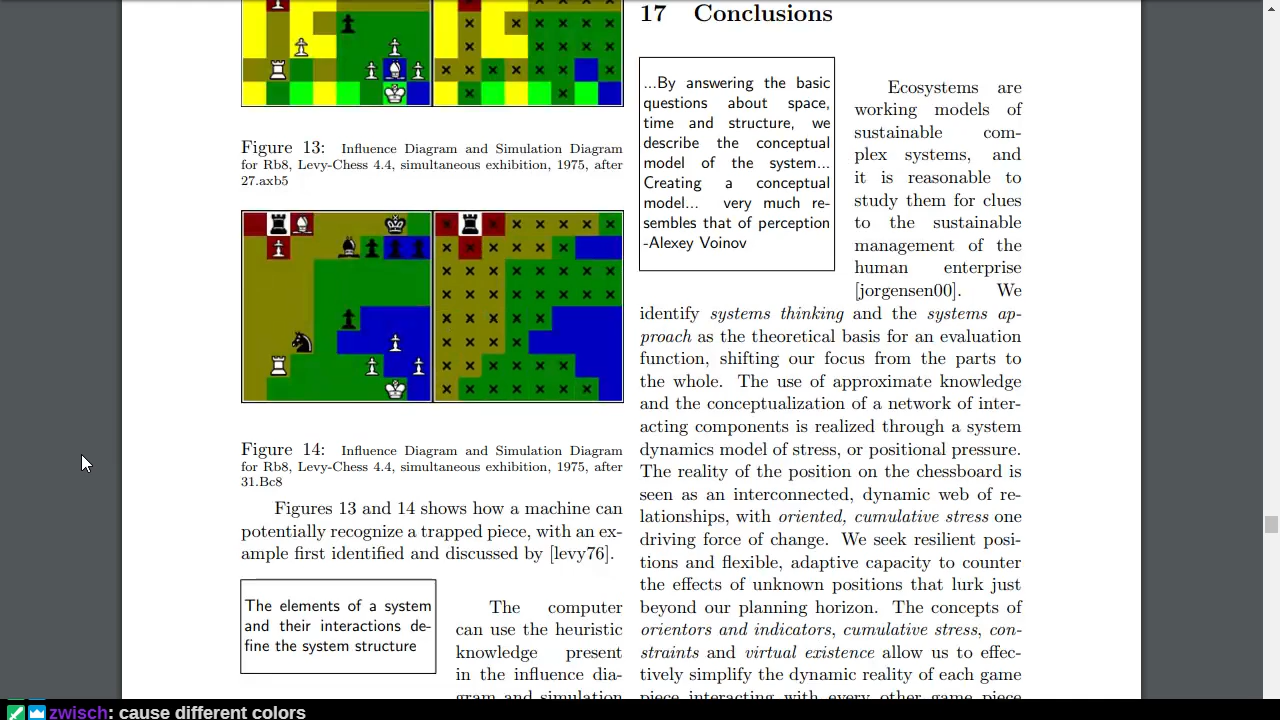 Figure 13: Influence Diagram and Simulation Diagram
for Rb8, Levy-Chess 4.4, simultaneous exhibition, 1975, after
27.axb5
Figure 14: Influence Diagram and Simulation Diagram
for Rb8, Levy-Chess 4.4, simultaneous exhibition, 1975, after
31.Bc8
Figures 13 and 14 shows how a machine can
potentially recognize a trapped piece, with an ex-
ample first identified and discussed by [levy76].
The elements of a system
and their interactions de-
fine the system structure
The computer
can use the heuristic
knowledge present
in the influence dia-
gram and simulation
17 Conclusions
...By answering the basic
questions about space,
time and structure, we
describe the conceptual
model of the system...
Creating a conceptual
model... very much re-
sembles that of perception
-Alexey Voinov
Ecosystems are
working models of
sustainable com-
plex systems, and
it is reasonable to
study them for clues
to the sustainable
management of the
human enterprise
[jorgensen00]. We
identify systems thinking and the systems ap-
proach as the theoretical basis for an evaluation
function, shifting our focus from the parts to
the whole. The use of approximate knowledge
and the conceptualization of a network of inter-
acting components is realized through a system
dynamics model of stress, or positional pressure.
The reality of the position on the chessboard is
seen as an interconnected, dynamic web of re-
lationships, with oriented, cumulative stress one
driving force of change. We seek resilient posi-
tions and flexible, adaptive capacity to counter
the effects of unknown positions that lurk just
beyond our planning horizon. The concepts of
orientors and indicators, cumulative stress, con-
straints and virtual existence allow us to effec-
tively simplify the dynamic reality of each game
piece interacting with every other game piece
zwisch: cause different colors